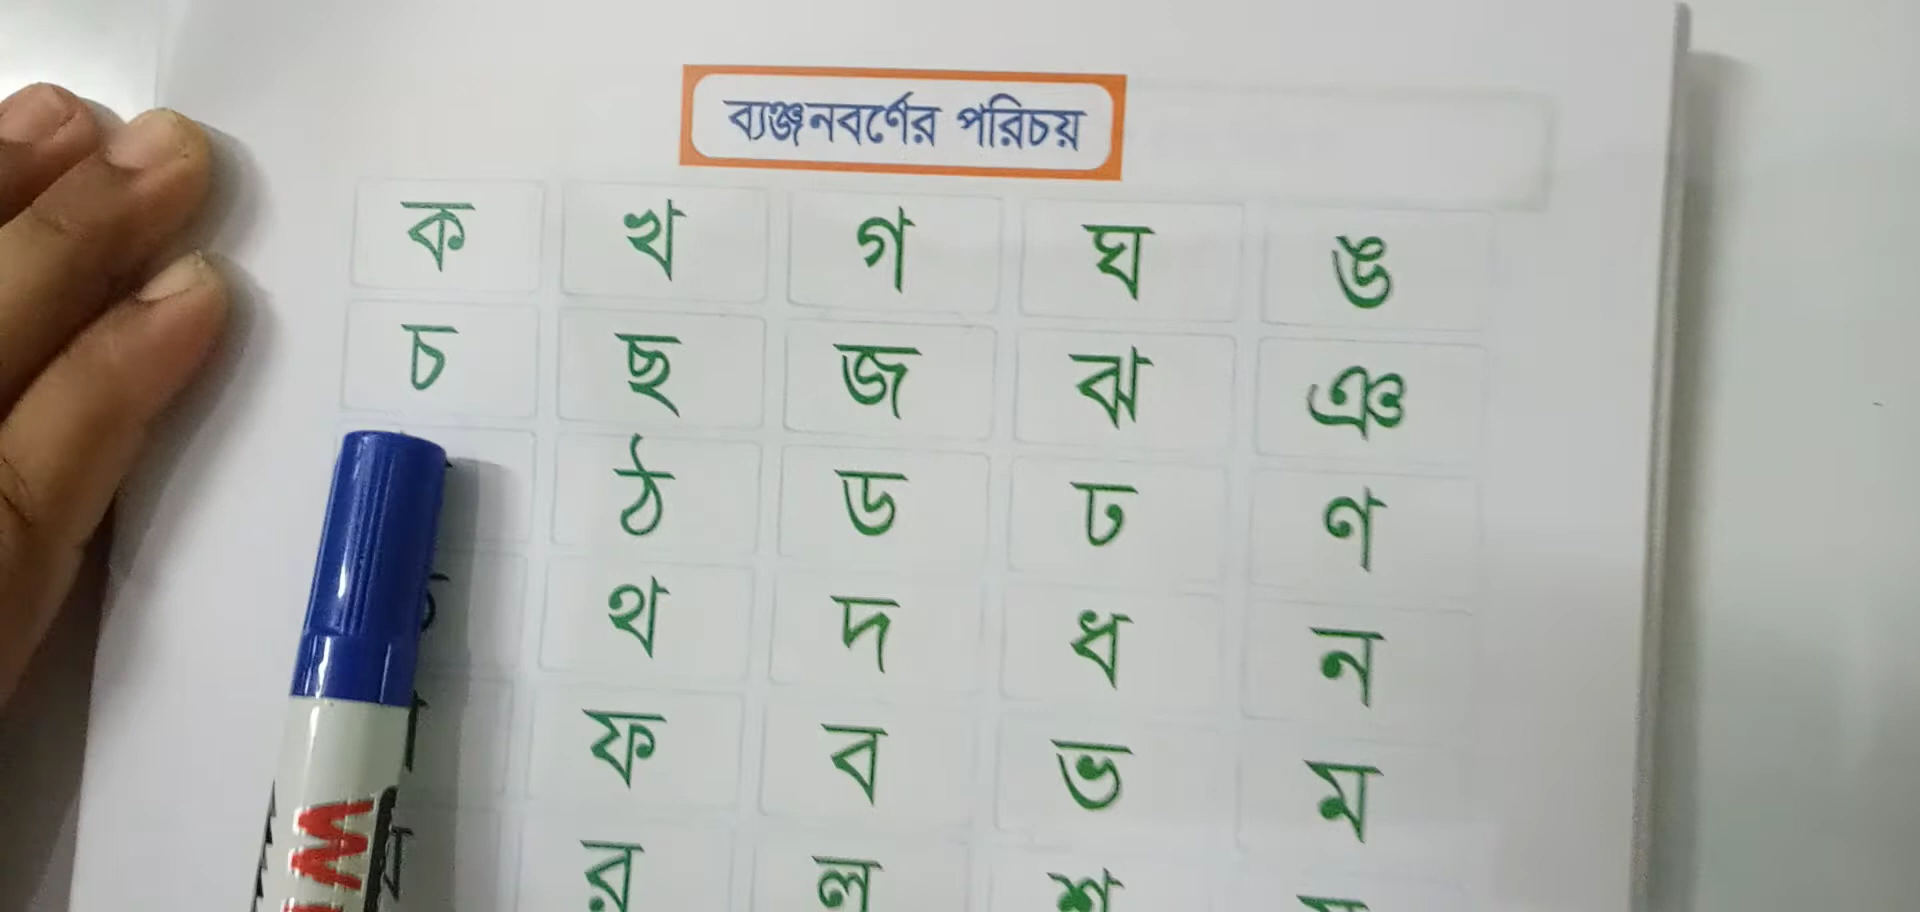 ব্যঞ্জনবর্ণের পরিচয়
ক খ গ ঘ ঙ
চ ছ জ ঝ ঞ
ঠ ড ঢ ণ
থ দ ধ ন
ফ ব ভ ম
র ল শ